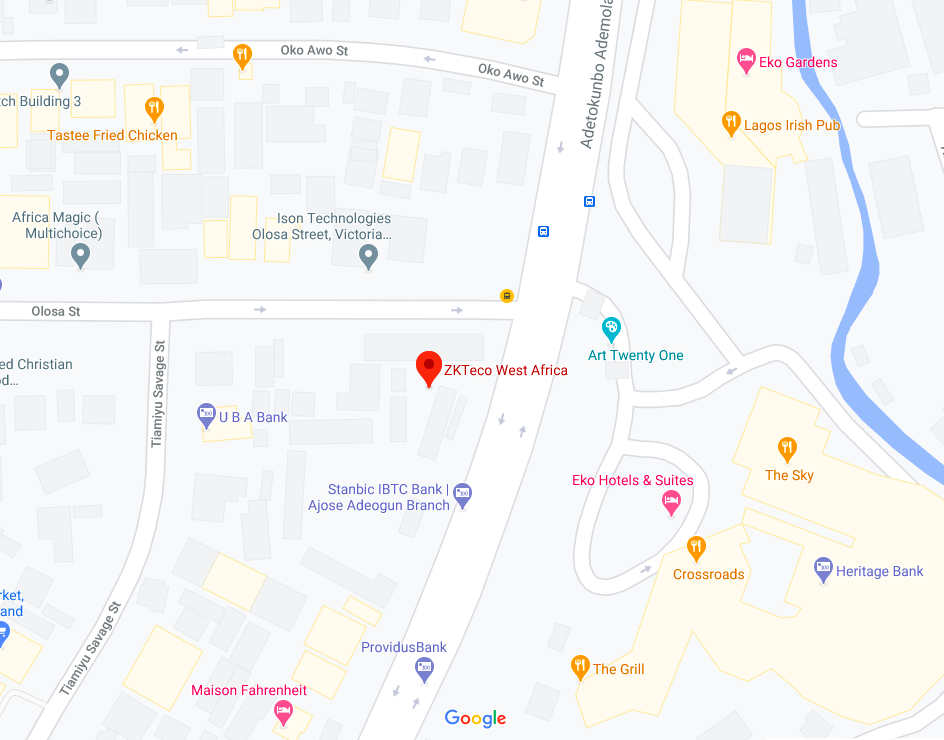 Oko Awo St
Oko Awo St
Adetokunbo Ademola
Eko Gardens
tch Building 3
Tastee Fried Chicken
Lagos Irish Pub
Africa Magic (
Multichoice)
Ison Technologies
Olosa Street, Victoria...
Olosa St
Art Twenty One
ed Christian
od...
Tiamiyu Savage St
ZKTeco West Africa
U B A Bank
The Sky
Eko Hotels & Suites
Stanbic IBTC Bank |
Ajose Adeogun Branch
Crossroads
Heritage Bank
rket,
and
Tiamiyu Savage St
ProvidusBank
The Grill
Maison Fahrenheit
Google